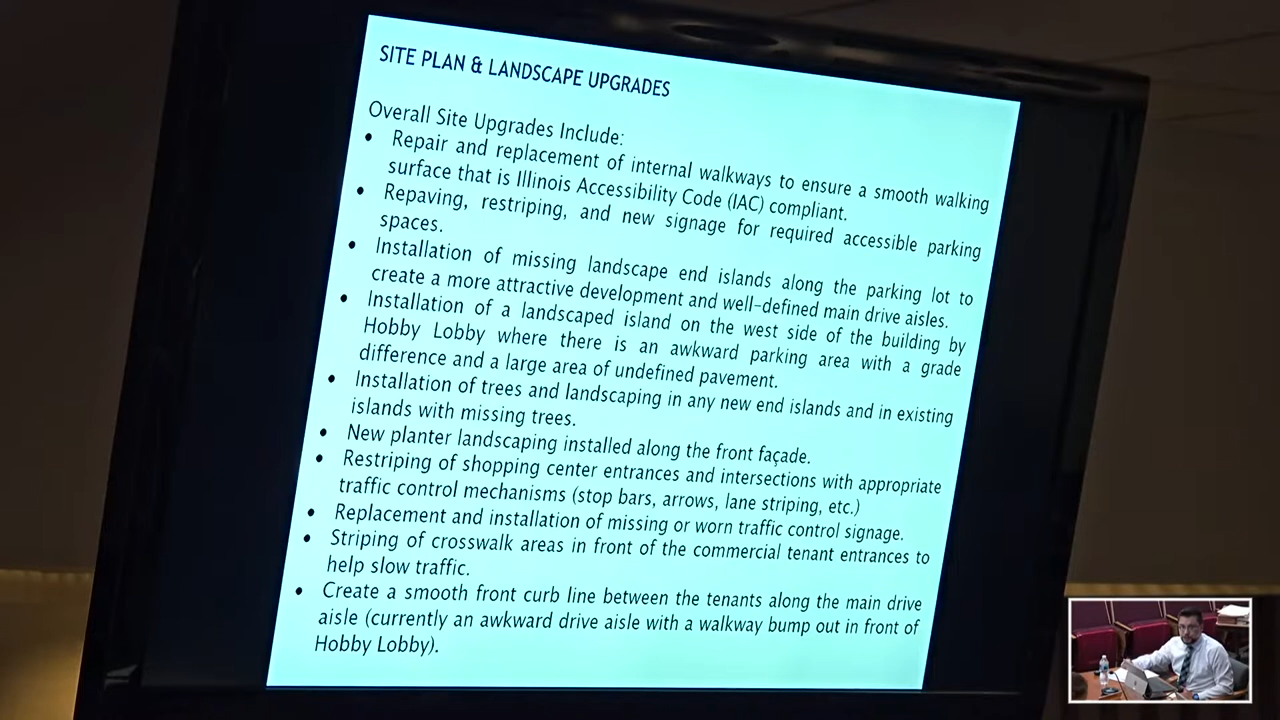 SITE PLAN & LANDSCAPE UPGRADES
Overall Site Upgrades Include:
• Repair and replacement of internal walkways to ensure a smooth walking
surface that is Illinois Accessibility Code (IAC) compliant.
• Repaving, restriping, and new signage for required accessible parking
spaces.
• Installation of missing landscape end islands along the parking lot to
create a more attractive development and well-defined main drive aisles.
• Installation of a landscaped island on the west side of the building by
Hobby Lobby where there is an awkward parking area with a grade
difference and a large area of undefined pavement.
• Installation of trees and landscaping in any new end islands and in existing
islands with missing trees.
• New planter landscaping installed along the front façade.
• Restriping of shopping center entrances and intersections with appropriate
traffic control mechanisms (stop bars, arrows, lane striping, etc.)
• Replacement and installation of missing or worn traffic control signage.
• Striping of crosswalk areas in front of the commercial tenant entrances to
help slow traffic.
• Create a smooth front curb line between the tenants along the main drive
aisle (currently an awkward drive aisle with a walkway bump out in front of
Hobby Lobby).